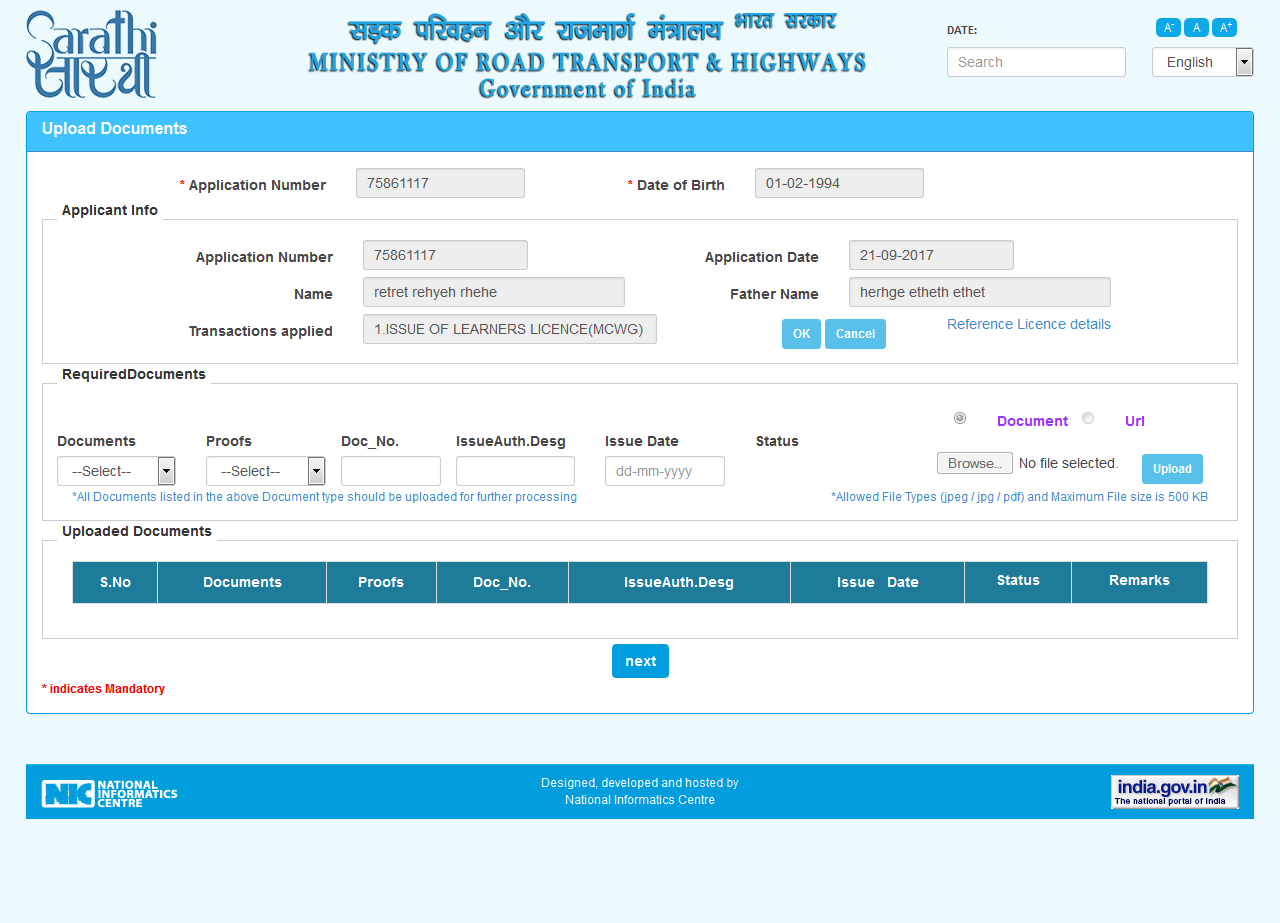 Sarathi
सारथी
सड़क परिवहन और राजमार्ग मंत्रालय भारत सरकार
MINISTRY OF ROAD TRANSPORT & HIGHWAYS
Government of India
DATE:
A- A A+
Search
English
Upload Documents
* Application Number 75861117 * Date of Birth 01-02-1994
Applicant Info
Application Number 75861117 Application Date 21-09-2017
Name retret rehyeh rhehe Father Name herhge etheth ethet
Transactions applied 1.ISSUE OF LEARNERS LICENCE(MCWG) OK Cancel Reference Licence details
RequiredDocuments
Document Url
Documents Proofs Doc_No. IssueAuth.Desg Issue Date Status
--Select-- --Select-- dd-mm-yyyy Browse... No file selected. Upload
*All Documents listed in the above Document type should be uploaded for further processing *Allowed File Types (jpeg / jpg / pdf) and Maximum File size is 500 KB
Uploaded Documents
S.No Documents Proofs Doc_No. IssueAuth.Desg Issue Date Status Remarks
next
* indicates Mandatory
NIC NATIONAL INFORMATICS CENTRE
Designed, developed and hosted by
National Informatics Centre
india.gov.in
The national portal of India